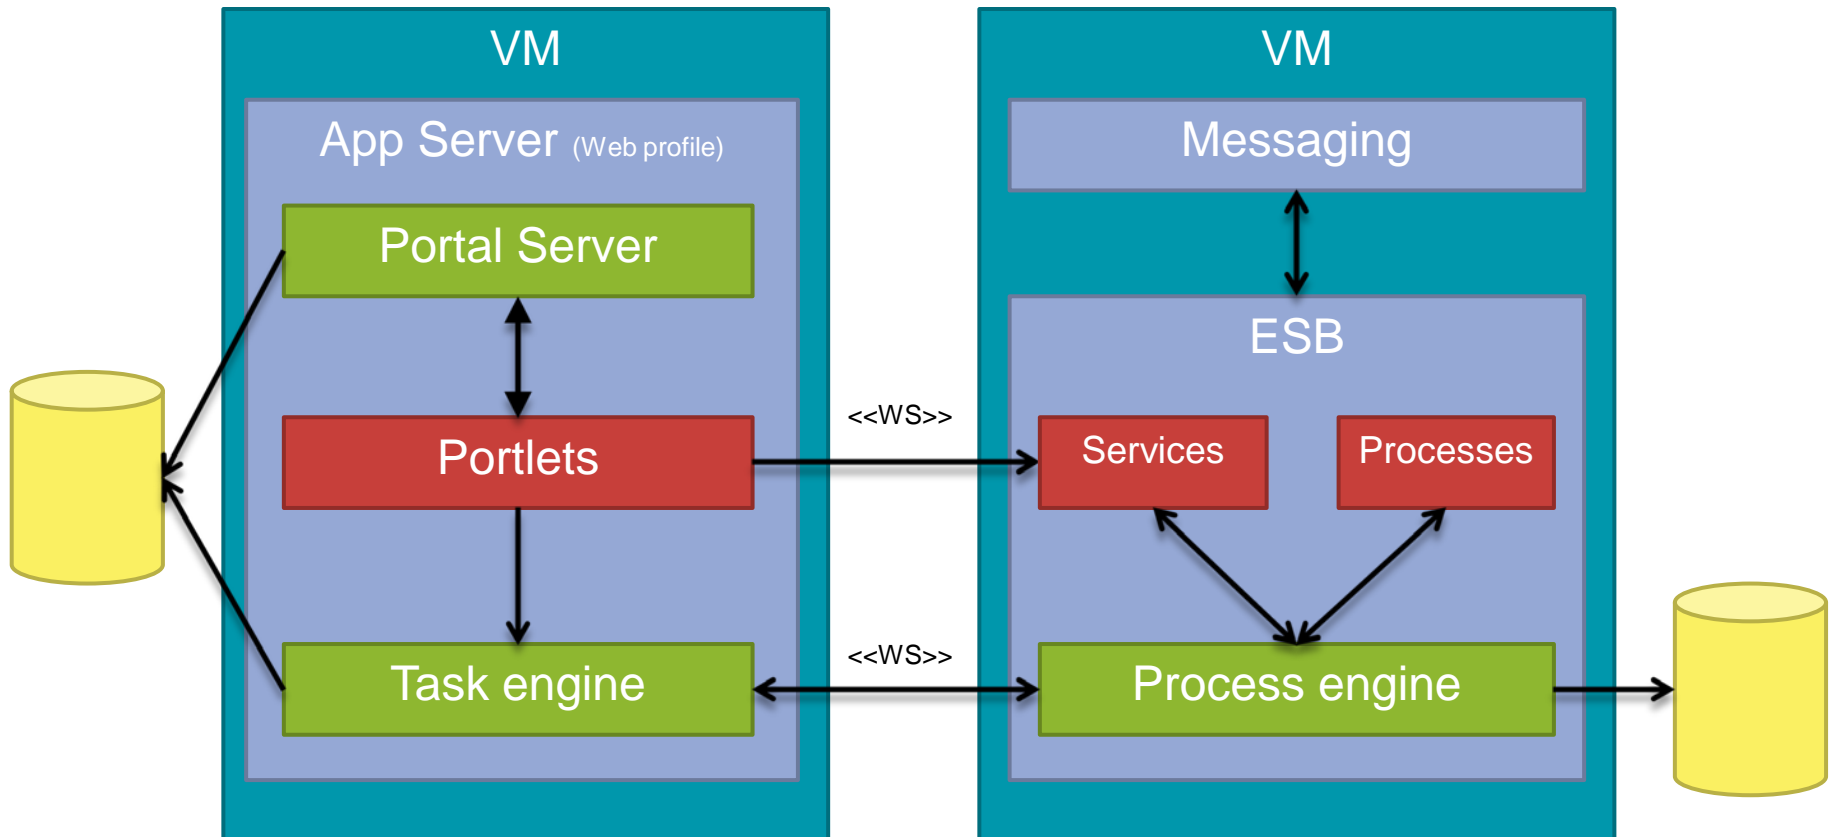 VM
App Server (Web profile)
Portal Server
Portlets
Task engine
<<WS>>
<<WS>>
VM
Messaging
ESB
Services
Processes
Process engine